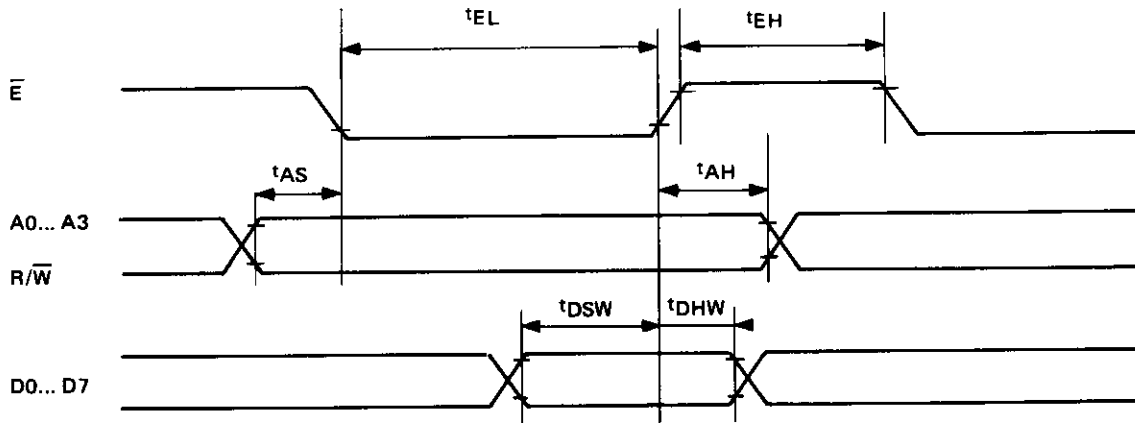 tEL
tEH
E̅
tAS
tAH
A0... A3
R/W̅
tDSW
tDHW
D0... D7